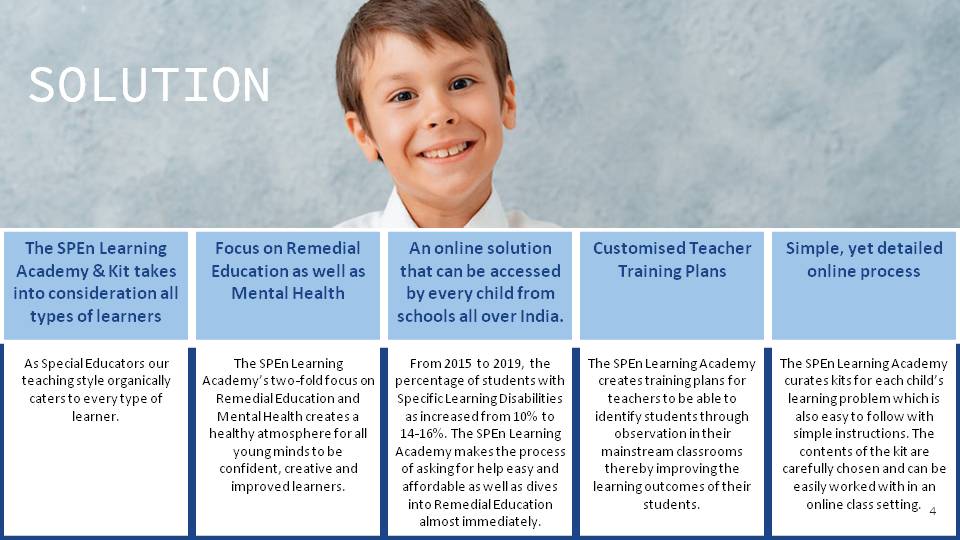 SOLUTION
The SPEn Learning
Academy & Kit takes
into consideration all
types of learners
Focus on Remedial
Education as well as
Mental Health
An online solution
that can be accessed
by every child from
schools all over India.
Customised Teacher
Training Plans
Simple, yet detailed
online process
As Special Educators our
teaching style organically
caters to every type of
learner.
The SPEn Learning
Academy's two-fold focus on
Remedial Education and
Mental Health creates a
healthy atmosphere for all
young minds to be
confident, creative and
improved learners.
From 2015 to 2019, the
percentage of students with
Specific Learning Disabilities
as increased from 10% to
14-16%. The SPEn Learning
Academy makes the process
of asking for help easy and
affordable as well as dives
into Remedial Education
almost immediately.
The SPEn Learning Academy
creates training plans for
teachers to be able to
identify students through
observation in their
mainstream classrooms
thereby improving the
learning outcomes of their
students.
The SPEn Learning Academy
curates kits for each child's
learning problem which is
also easy to follow with
simple instructions. The
contents of the kit are
carefully chosen and can be
easily worked with in an
online class setting.
4